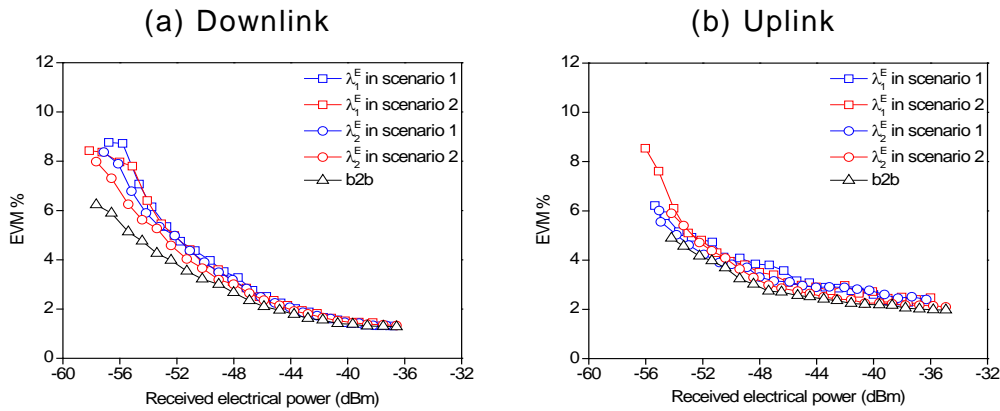 (a) Downlink
12
10
8
6
4
2
0
EVM %
λ₁ᴱ in scenario 1
λ₁ᴱ in scenario 2
λ₂ᴱ in scenario 1
λ₂ᴱ in scenario 2
b2b
-60 -56 -52 -48 -44 -40 -36 -32
Received electrical power (dBm)
(b) Uplink
12
10
8
6
4
2
0
EVM %
λ₁ᴱ in scenario 1
λ₁ᴱ in scenario 2
λ₂ᴱ in scenario 1
λ₂ᴱ in scenario 2
b2b
-60 -56 -52 -48 -44 -40 -36 -32
Received electrical power (dBm)